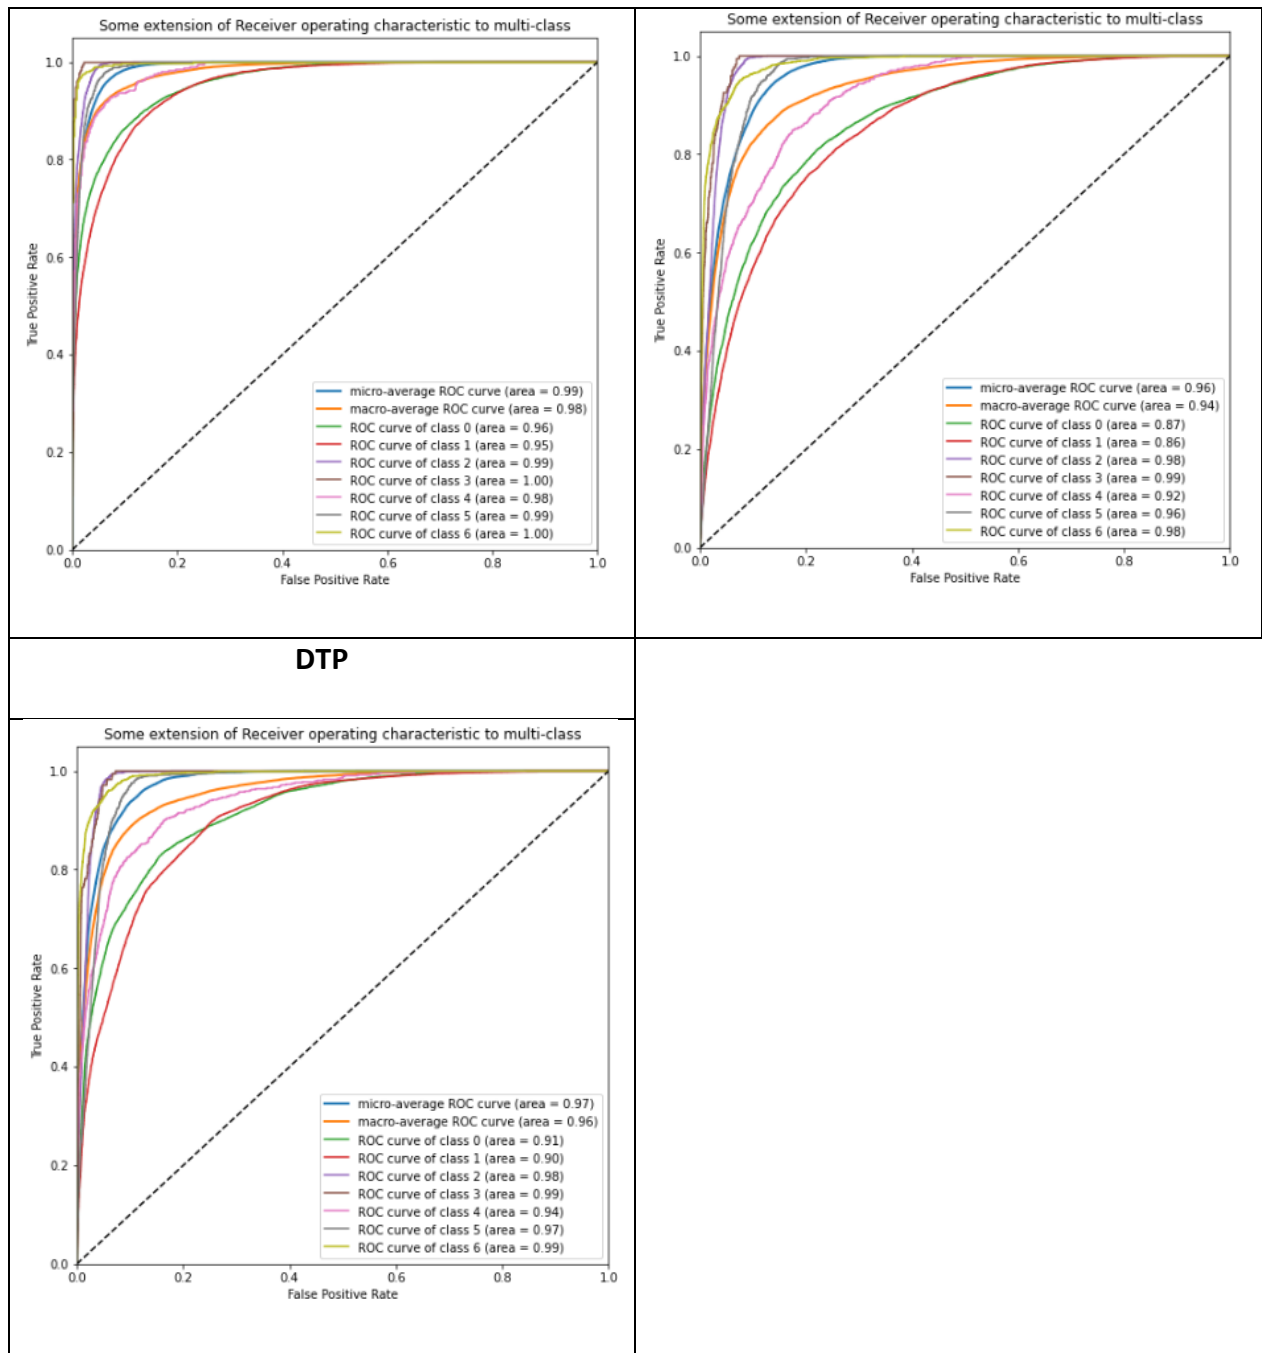 Some extension of Receiver operating characteristic to multi-class
1.0
0.8
0.6
0.4
0.2
0.0
True Positive Rate
micro-average ROC curve (area = 0.99)
macro-average ROC curve (area = 0.98)
ROC curve of class 0 (area = 0.96)
ROC curve of class 1 (area = 0.95)
ROC curve of class 2 (area = 0.99)
ROC curve of class 3 (area = 1.00)
ROC curve of class 4 (area = 0.98)
ROC curve of class 5 (area = 0.99)
ROC curve of class 6 (area = 1.00)
0.0 0.2 0.4 0.6 0.8 1.0
False Positive Rate
Some extension of Receiver operating characteristic to multi-class
1.0
0.8
0.6
0.4
0.2
0.0
True Positive Rate
micro-average ROC curve (area = 0.96)
macro-average ROC curve (area = 0.94)
ROC curve of class 0 (area = 0.87)
ROC curve of class 1 (area = 0.86)
ROC curve of class 2 (area = 0.98)
ROC curve of class 3 (area = 0.99)
ROC curve of class 4 (area = 0.92)
ROC curve of class 5 (area = 0.96)
ROC curve of class 6 (area = 0.98)
0.0 0.2 0.4 0.6 0.8 1.0
False Positive Rate
DTP
Some extension of Receiver operating characteristic to multi-class
1.0
0.8
0.6
0.4
0.2
0.0
True Positive Rate
micro-average ROC curve (area = 0.97)
macro-average ROC curve (area = 0.96)
ROC curve of class 0 (area = 0.91)
ROC curve of class 1 (area = 0.90)
ROC curve of class 2 (area = 0.98)
ROC curve of class 3 (area = 0.99)
ROC curve of class 4 (area = 0.94)
ROC curve of class 5 (area = 0.97)
ROC curve of class 6 (area = 0.99)
0.0 0.2 0.4 0.6 0.8 1.0
False Positive Rate